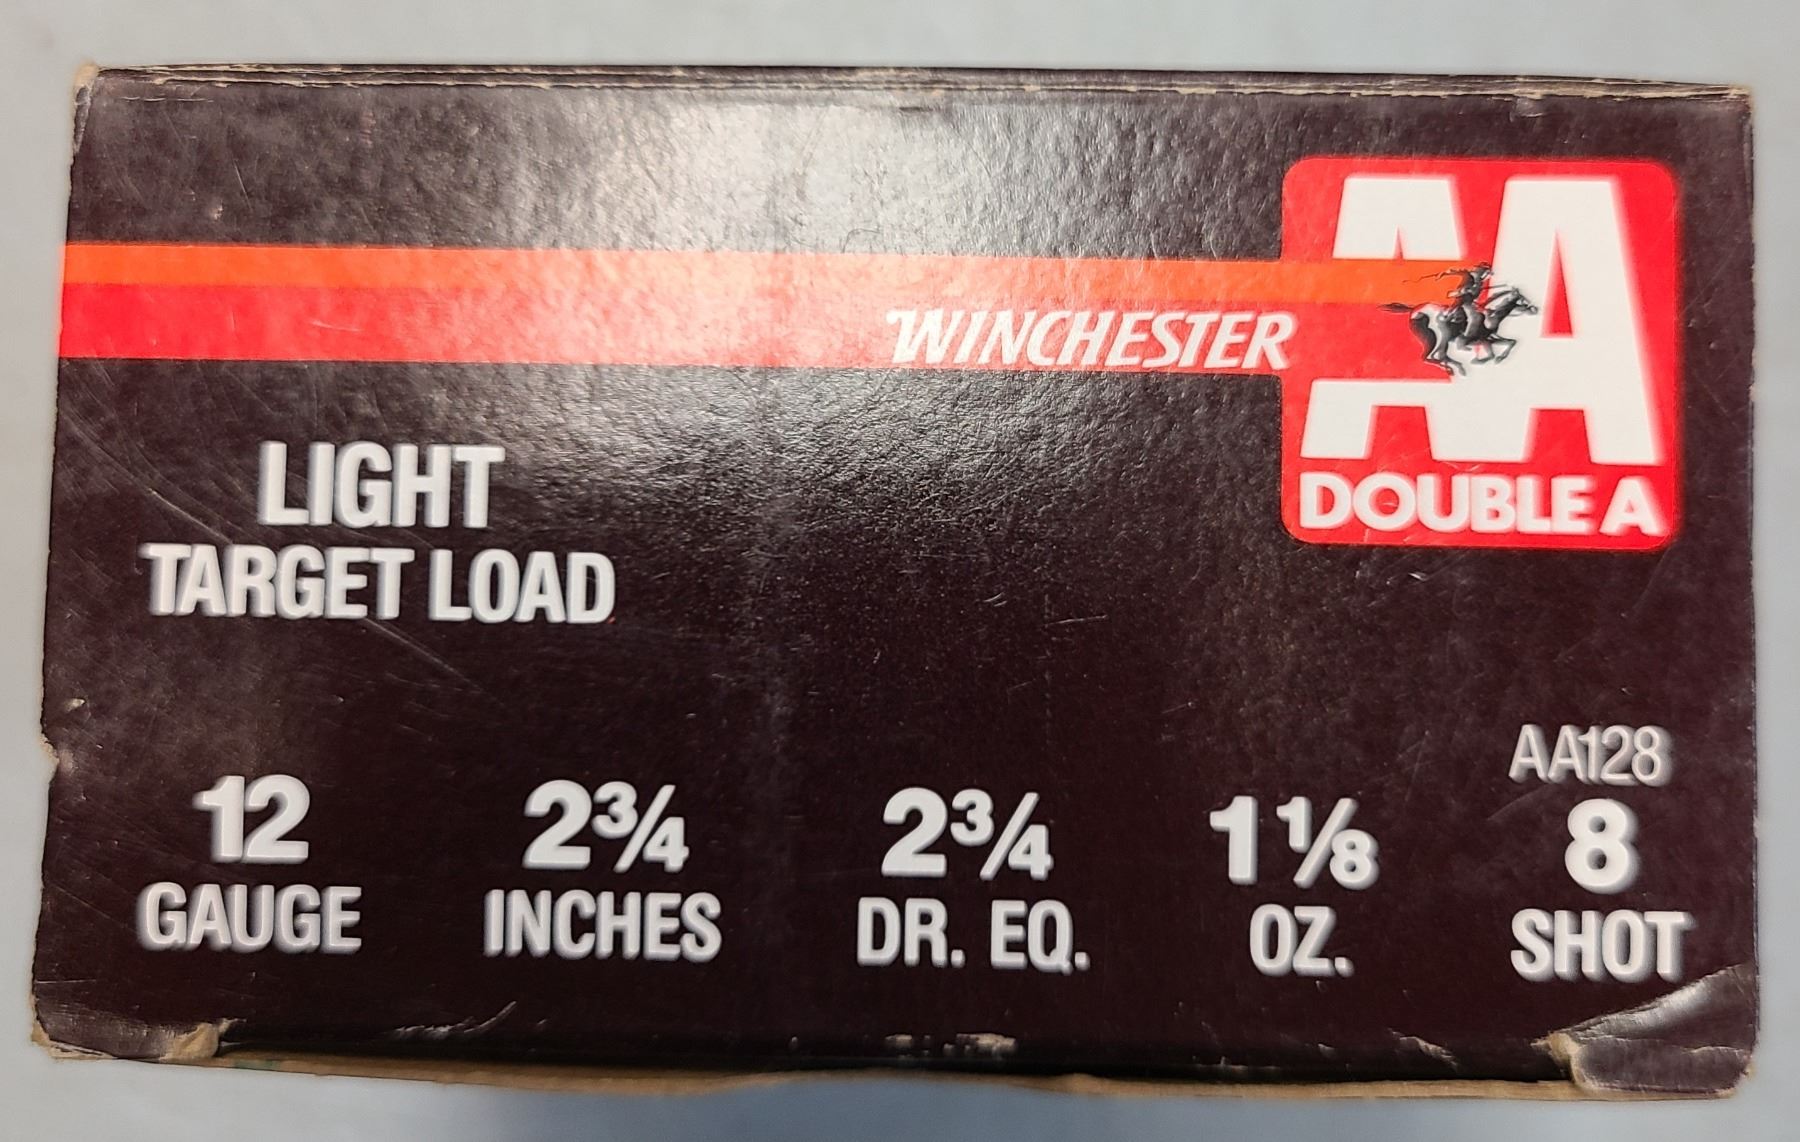 AA
WINCHESTER
DOUBLE A
LIGHT
TARGET LOAD
AA128
12 2¾ 2¾ 1⅛ 8
GAUGE INCHES DR. EQ. OZ. SHOT